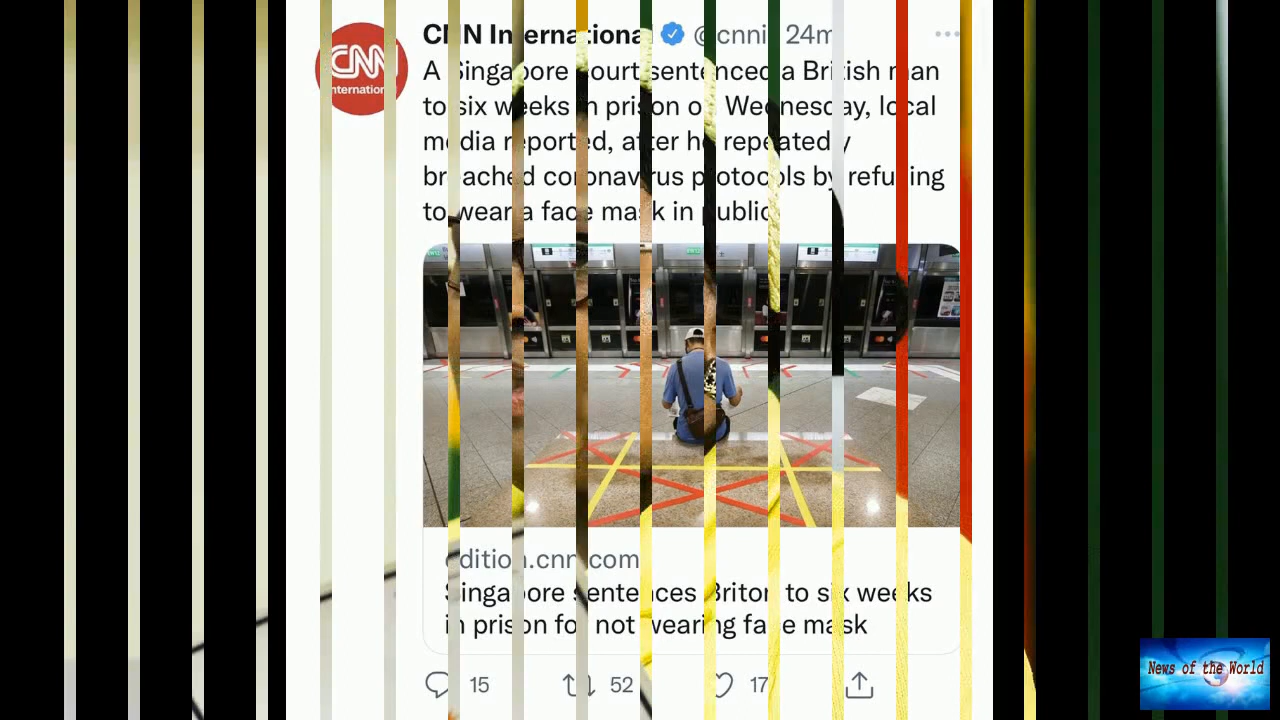 CNN International @cnni 24m
CNN
International
A Singapore court sentenced a British man
to six weeks in prison on Wednesday, local
media reported, after he repeatedly
breached coronavirus protocols by refusing
to wear a face mask in public
edition.cnn.com
Singapore sentences Briton to six weeks
in prison for not wearing face mask
15 52 17
News of the World